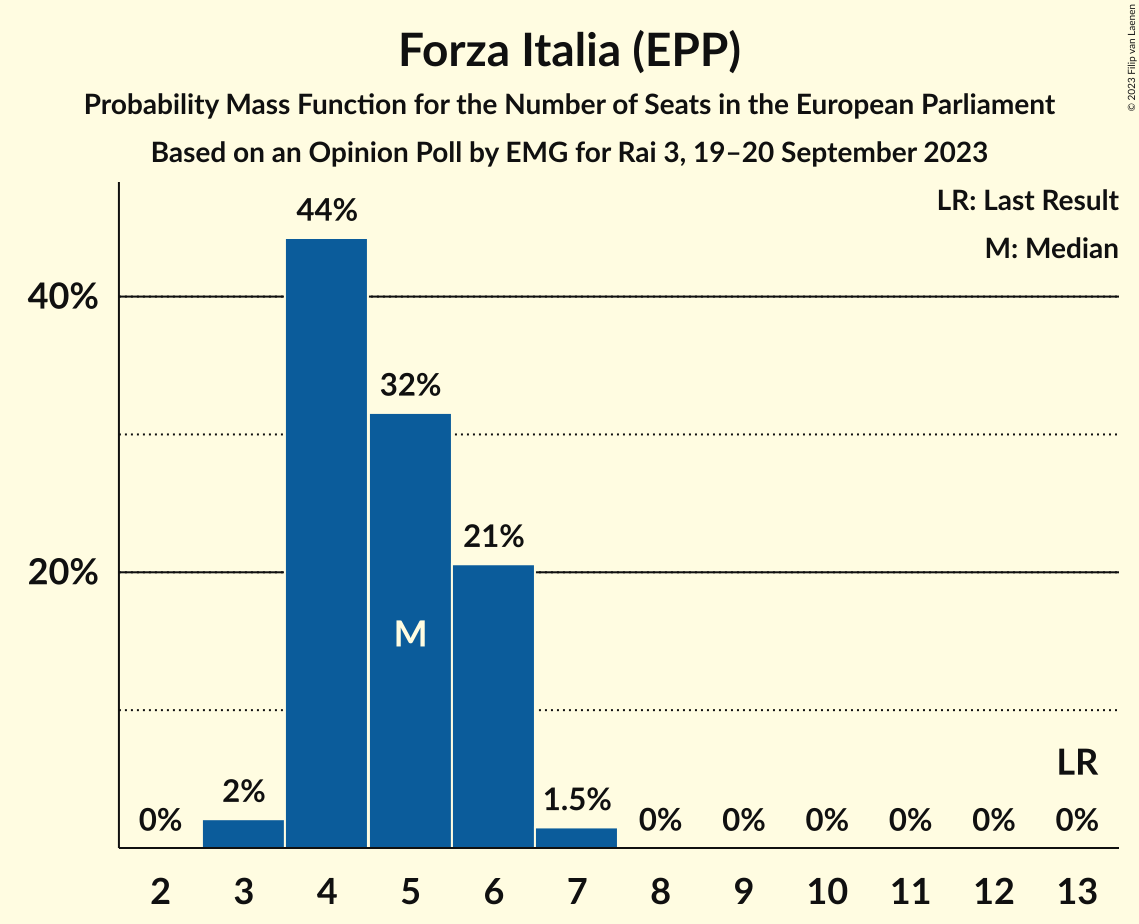 Forza Italia (EPP)
Probability Mass Function for the Number of Seats in the European Parliament
Based on an Opinion Poll by EMG for Rai 3, 19–20 September 2023
© 2023 Filip van Laenen
LR: Last Result
M: Median
40%
20%
0%
2%
44%
32%
21%
1.5%
0%
0%
0%
0%
0%
0%
M
LR
2 3 4 5 6 7 8 9 10 11 12 13